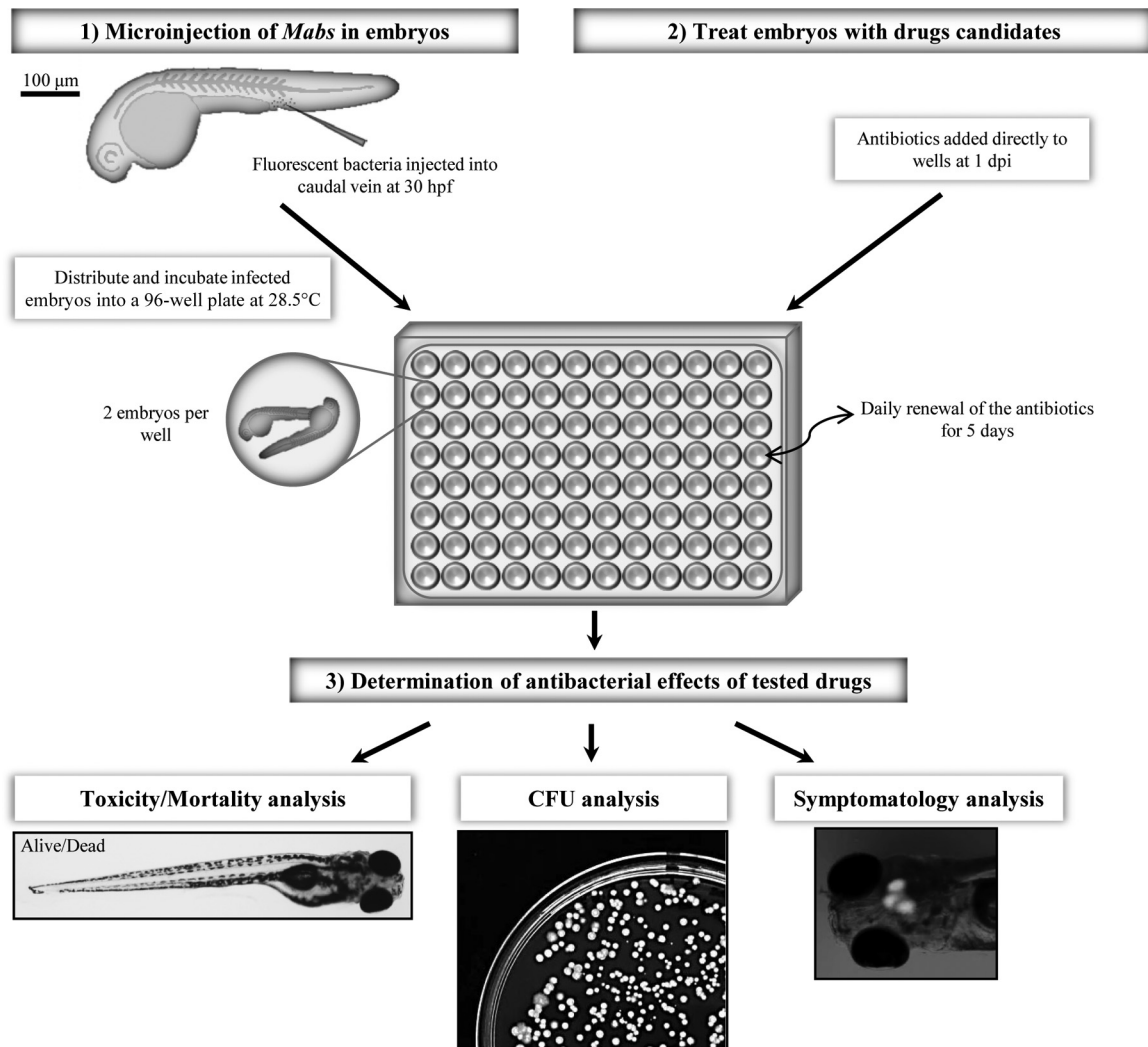 1) Microinjection of Mabs in embryos
2) Treat embryos with drugs candidates
100 µm
Fluorescent bacteria injected into
caudal vein at 30 hpf
Antibiotics added directly to
wells at 1 dpi
Distribute and incubate infected
embryos into a 96-well plate at 28.5°C
2 embryos per
well
Daily renewal of the antibiotics
for 5 days
3) Determination of antibacterial effects of tested drugs
Toxicity/Mortality analysis
CFU analysis
Symptomatology analysis
Alive/Dead